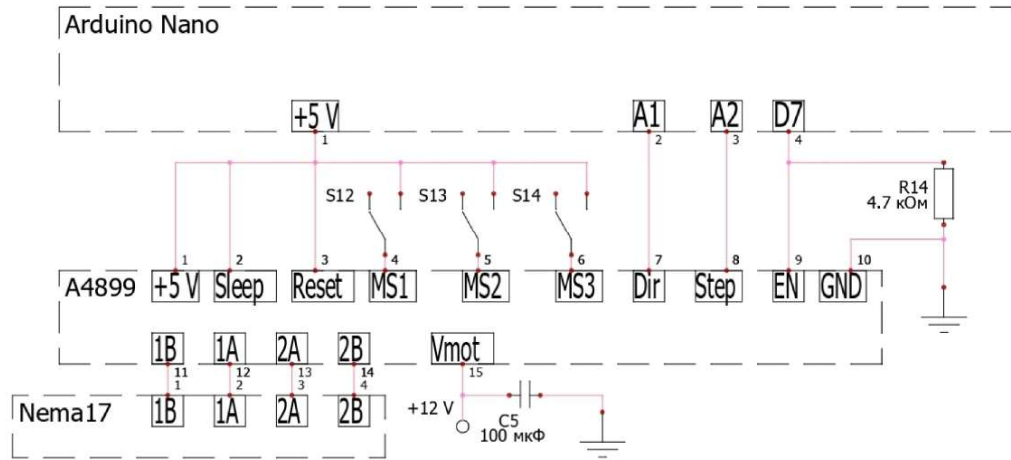 Arduino Nano
+5 V A1 A2 D7
1 2 3 4
S12 S13 S14 R14
4.7 кОм
1 2 3 4 5 6 7 8 9 10
A4899 +5 V Sleep Reset MS1 MS2 MS3 Dir Step EN GND
1B 1A 2A 2B Vmot
11 12 13 14 15
1 2 3 4
Nema17 1B 1A 2A 2B +12 V C5
100 мкФ